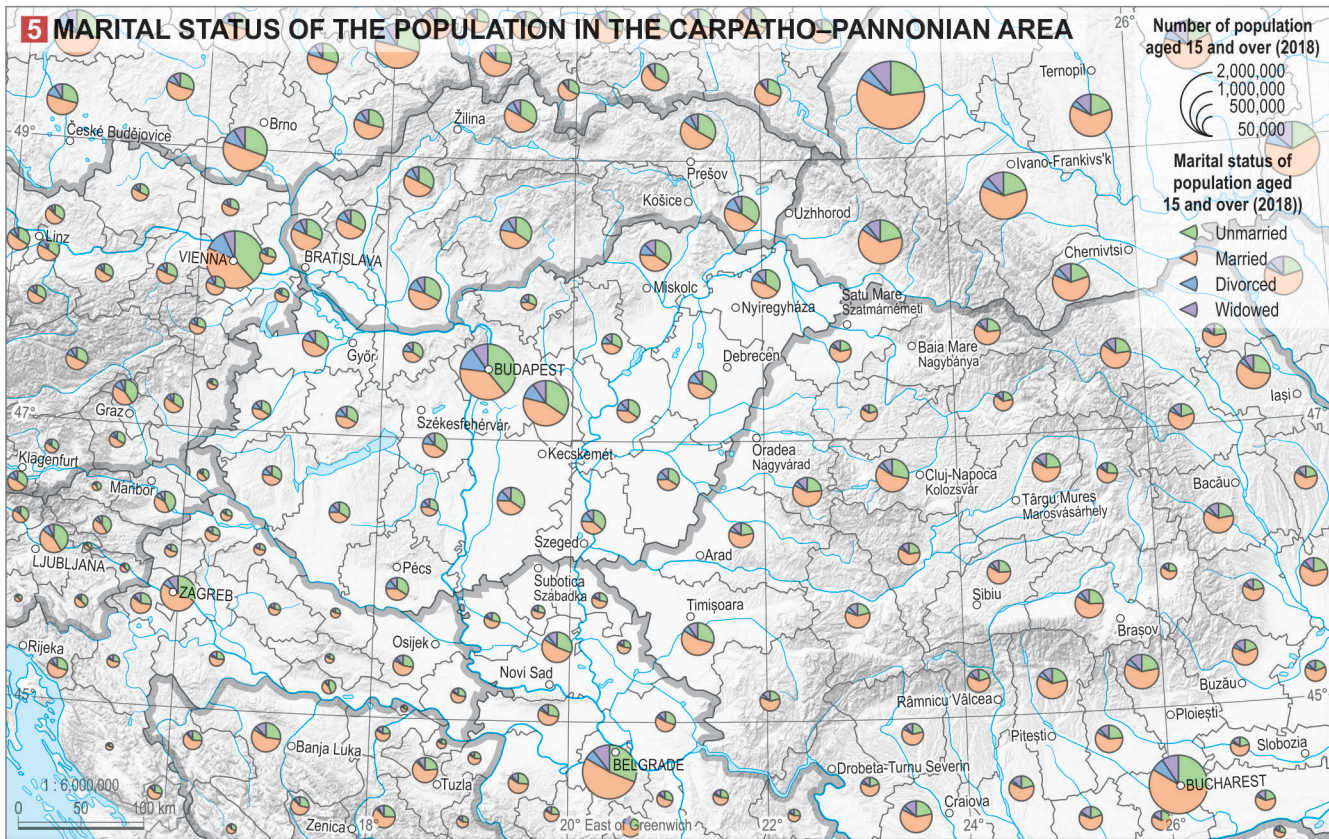 5 MARITAL STATUS OF THE POPULATION IN THE CARPATHO–PANNONIAN AREA
26°
Number of population
aged 15 and over (2018)
2,000,000
1,000,000
500,000
50,000
Marital status of
population aged
15 and over (2018))
Unmarried
Married
Divorced
Widowed
Ternopil
49°
České Budějovice
Brno
Žilina
Prešov
Košice
Uzhhorod
Ivano-Frankivs'k
Chernivtsi
Linz
VIENNA
BRATISLAVA
Miskolc
Nyíregyháza
Satu Mare
Szatmárnémeti
Baia Mare
Nagybánya
Győr
BUDAPEST
Debrecen
Iași
47°
Graz
Székesfehérvár
Kecskemét
Oradea
Nagyvárad
Cluj-Napoca
Kolozsvár
47°
Klagenfurt
Maribor
Târgu Mureș
Marosvásárhely
Bacău
LJUBLJANA
Szeged
Arad
Pécs
Subotica
Szabadka
ZAGREB
Timișoara
Sibiu
Brașov
Rijeka
Osijek
Novi Sad
45°
Râmnicu Vâlcea
Buzău
45°
Ploiești
Banja Luka
Pitești
Slobozia
BELGRADE
Tuzla
Drobeta-Turnu Severin
BUCHAREST
1 : 6,000,000
0 50 100 km
Zenica
18°
20°
East of Greenwich
22°
Craiova
24°
26°